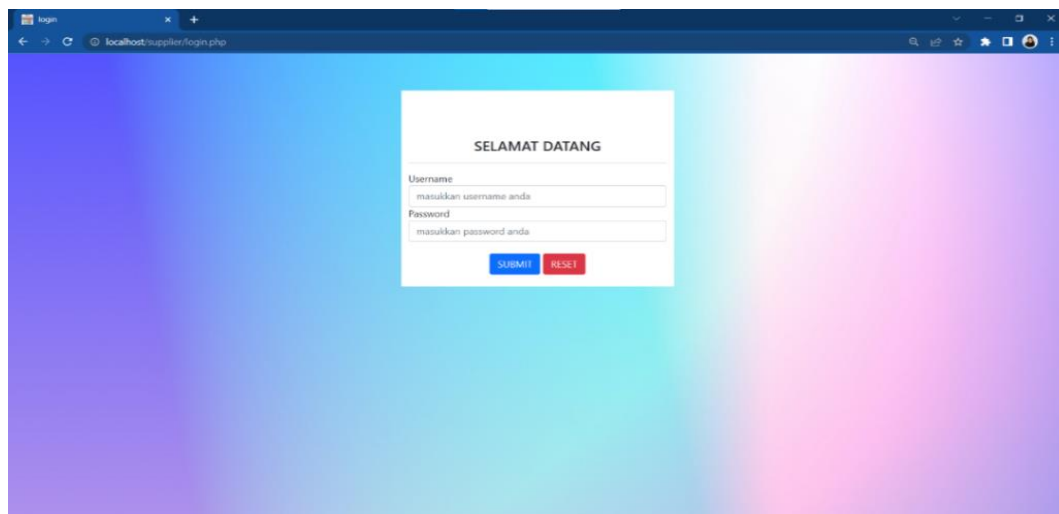 login
localhost/supplier/login.php
SELAMAT DATANG
Username
masukkan username anda
Password
masukkan password anda
SUBMIT RESET